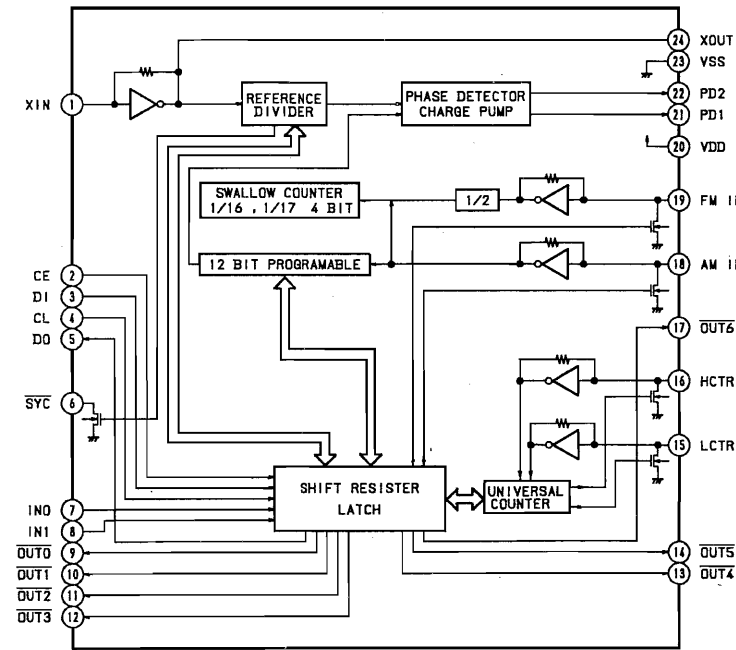 24 XOUT
23 VSS
XIN 1
REFERENCE
DIVIDER
PHASE DETECTOR
CHARGE PUMP
22 PD2
21 PD1
20 VDD
SWALLOW COUNTER
1/16 , 1/17 4 BIT
1/2
19 FM I
12 BIT PROGRAMABLE
18 AM I
CE 2
DI 3
CL 4
DO 5
17 OUT6
16 HCTR
SYC 6
15 LCTR
SHIFT RESISTER
LATCH
UNIVERSAL
COUNTER
IN0 7
IN1 8
OUT0 9
OUT1 10
OUT2 11
OUT3 12
14 OUT5
13 OUT4